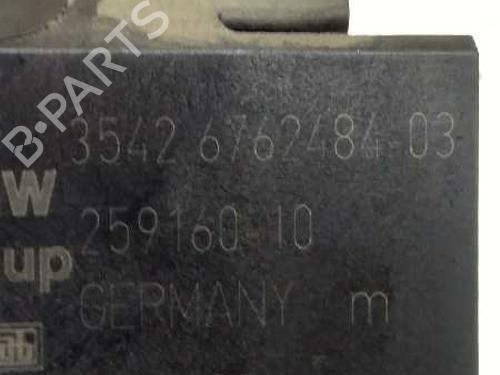 B-PARTS
3542 6762484-03
W
259160-10
up
GERMANY m